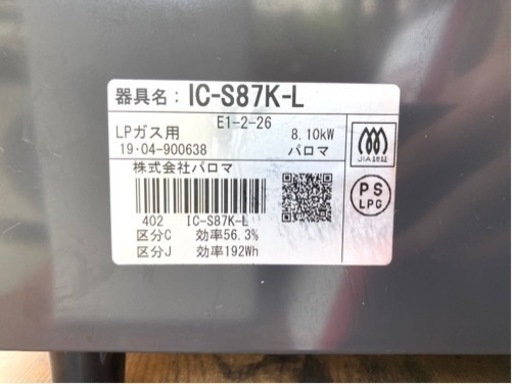 器具名：IC-S87K-L
E1-2-26
LPガス用 8.10kW
19・04-900638 パロマ
JIA認証
株式会社パロマ
PS
LPG
402 IC-S87K-L
区分C 効率56.3%
区分J 効率192Wh